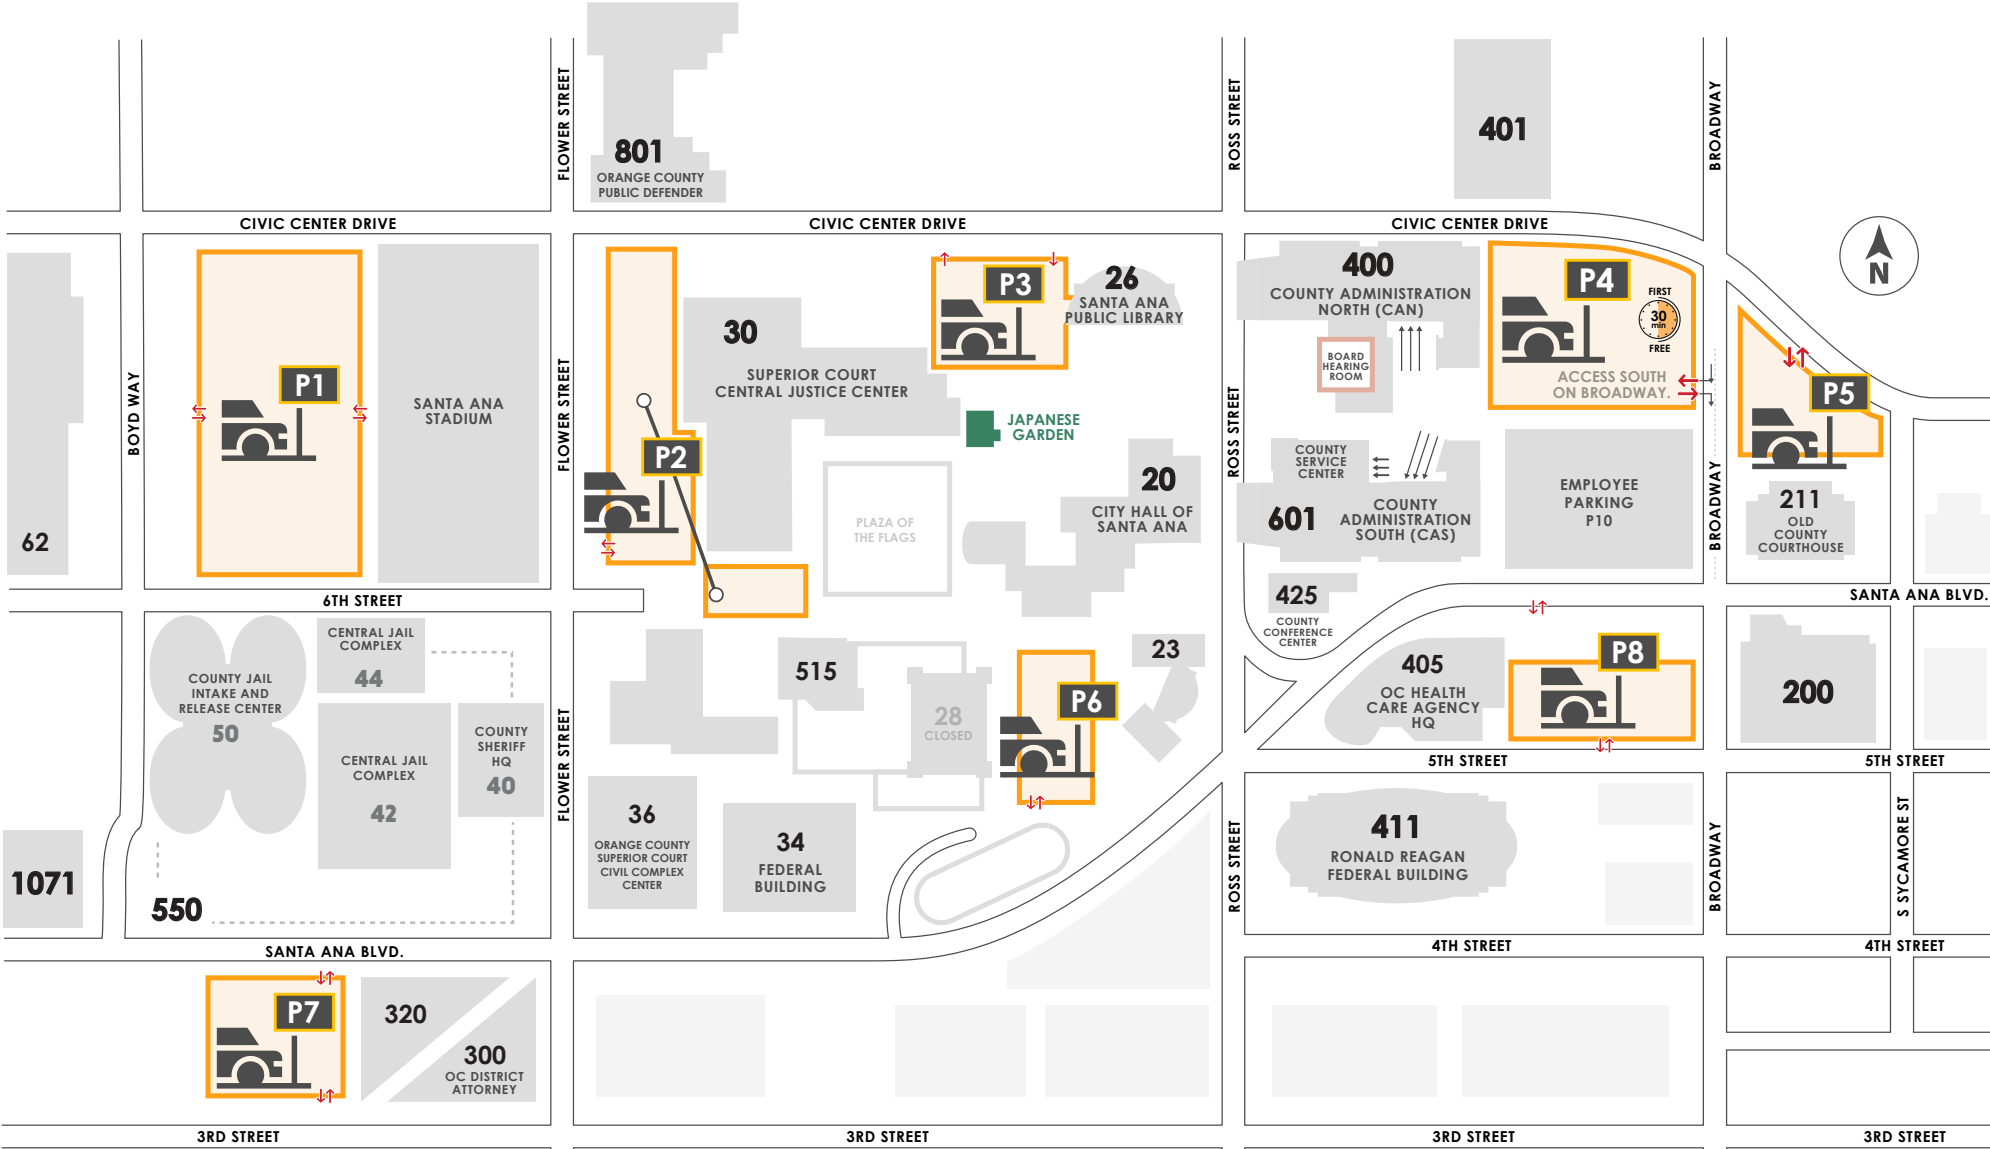 FLOWER STREET
801
ORANGE COUNTY
PUBLIC DEFENDER
ROSS STREET
401
BROADWAY
CIVIC CENTER DRIVE
CIVIC CENTER DRIVE
CIVIC CENTER DRIVE
N
62
BOYD WAY
P1
SANTA ANA
STADIUM
FLOWER STREET
P2
30
SUPERIOR COURT
CENTRAL JUSTICE CENTER
P3
26
SANTA ANA
PUBLIC LIBRARY
JAPANESE
GARDEN
PLAZA OF
THE FLAGS
20
CITY HALL OF
SANTA ANA
ROSS STREET
400
COUNTY ADMINISTRATION
NORTH (CAN)
BOARD
HEARING
ROOM
P4
FIRST
30
min
FREE
ACCESS SOUTH
ON BROADWAY.
P5
COUNTY
SERVICE
CENTER
601
COUNTY
ADMINISTRATION
SOUTH (CAS)
EMPLOYEE
PARKING
P10
BROADWAY
211
OLD
COUNTY
COURTHOUSE
425
COUNTY
CONFERENCE
CENTER
6TH STREET
SANTA ANA BLVD.
COUNTY JAIL
INTAKE AND
RELEASE CENTER
50
CENTRAL JAIL
COMPLEX
44
CENTRAL JAIL
COMPLEX
42
COUNTY
SHERIFF
HQ
40
FLOWER STREET
515
28
CLOSED
P6
23
405
OC HEALTH
CARE AGENCY
HQ
P8
200
5TH STREET
5TH STREET
36
ORANGE COUNTY
SUPERIOR COURT
CIVIL COMPLEX
CENTER
34
FEDERAL
BUILDING
ROSS STREET
411
RONALD REAGAN
FEDERAL BUILDING
BROADWAY
S SYCAMORE ST
1071
550
SANTA ANA BLVD.
4TH STREET
4TH STREET
P7
320
300
OC DISTRICT
ATTORNEY
3RD STREET
3RD STREET
3RD STREET
3RD STREET